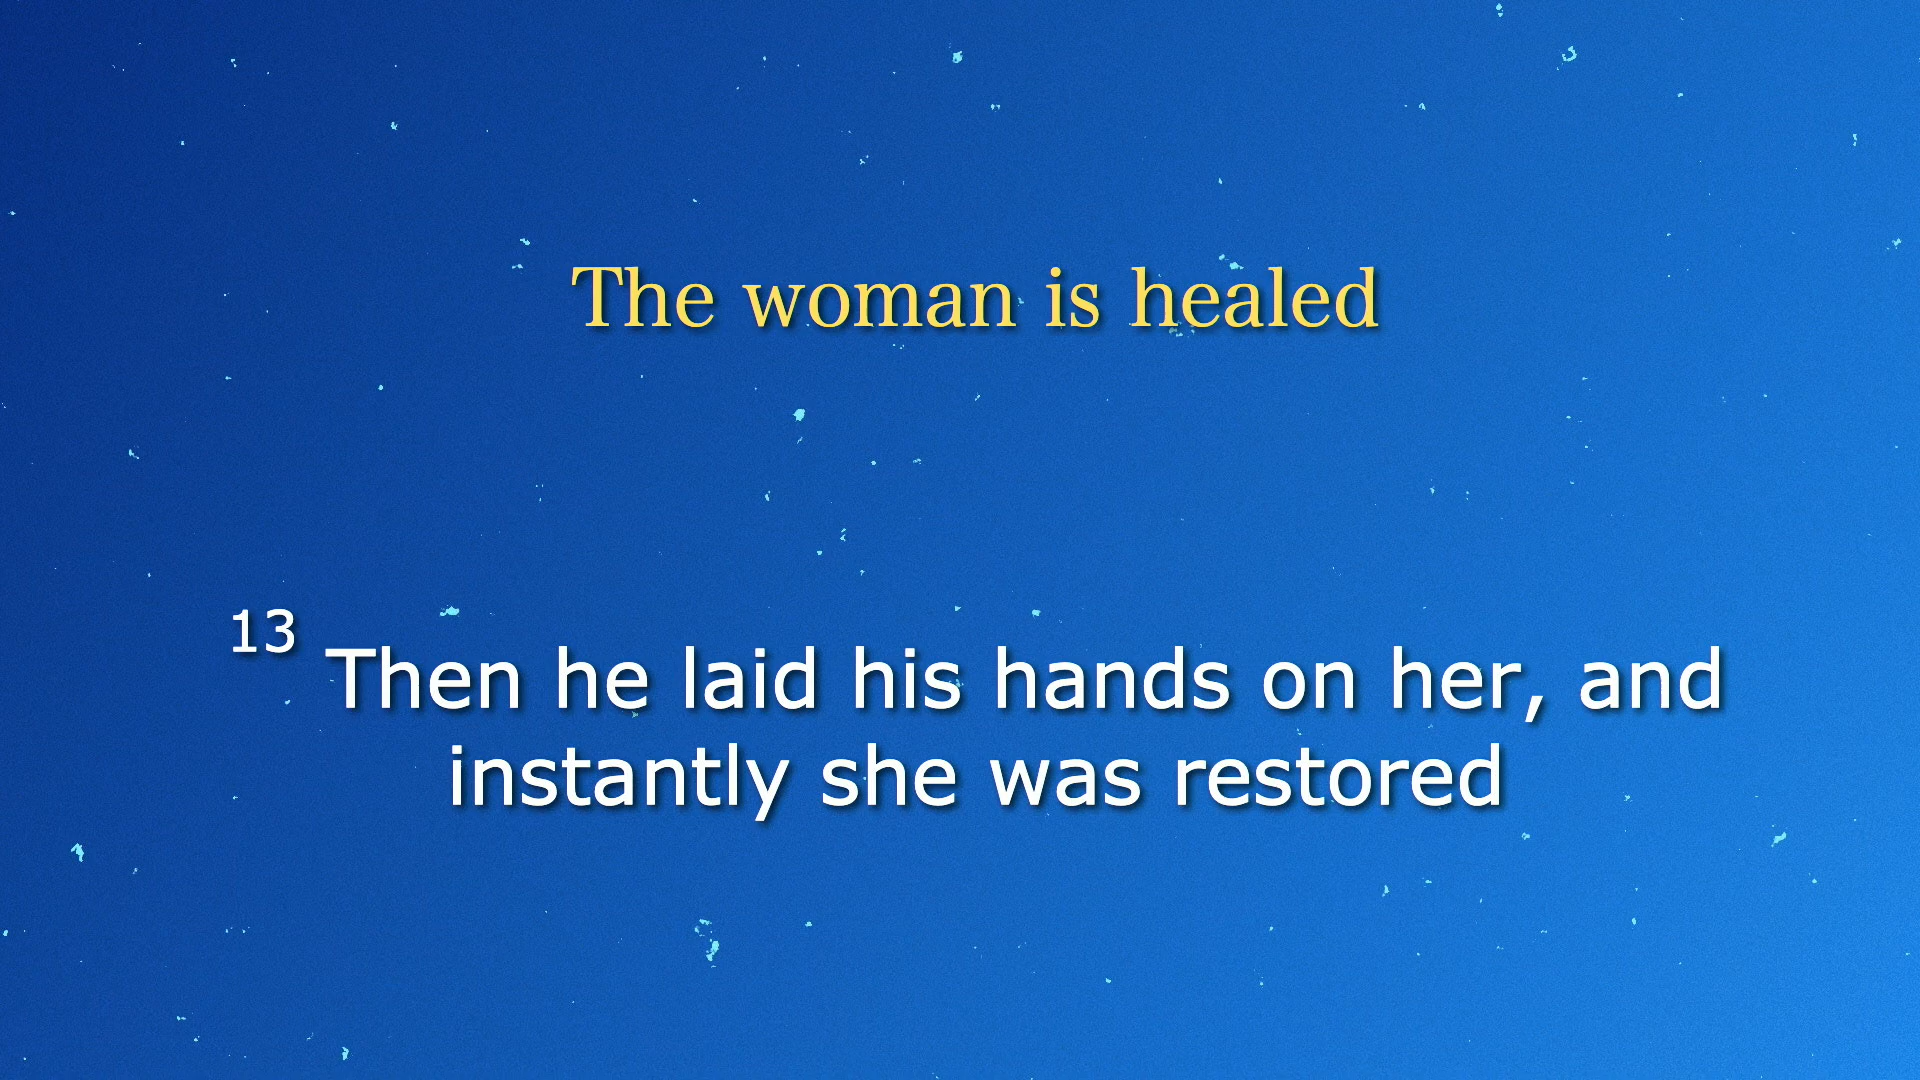 The woman is healed
13 Then he laid his hands on her, and
instantly she was restored